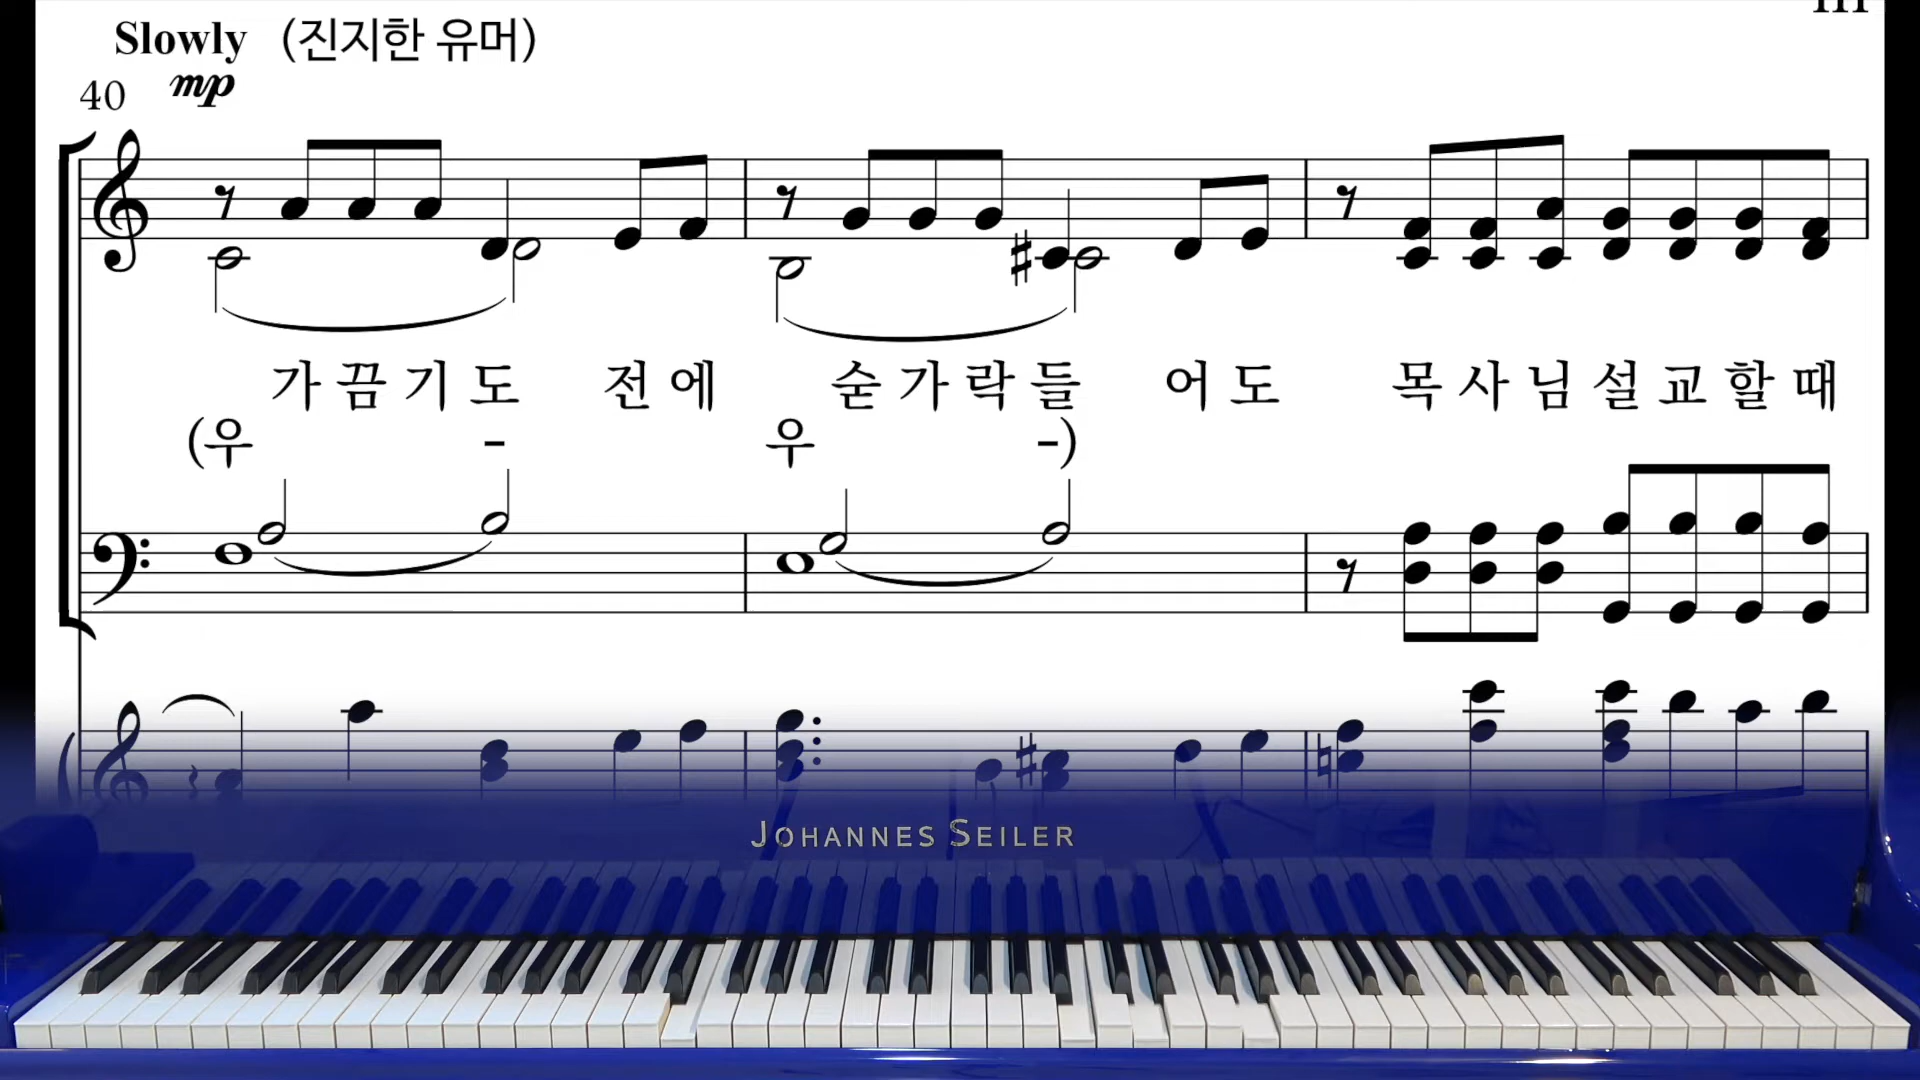 Slowly (진지한 유머)
mp
40
가 끔 기 도 전 에 숟 가 락 들 어 도 목 사 님 설 교 할 때
(우 - 우 -)
JOHANNES SEILER